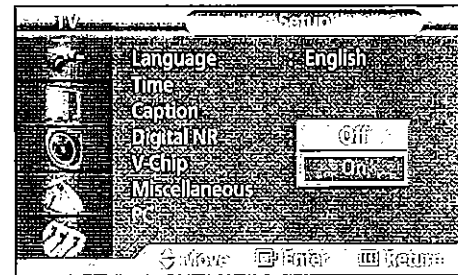 TV Setup
Language : English
Time
Caption
Digital NR Off
V-Chip On
Miscellaneous
PC
Move Enter Return